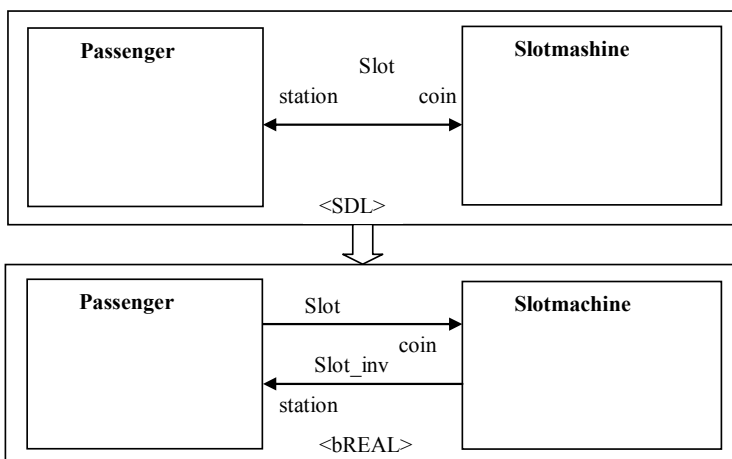 Passenger
Slotmashine
Slot
station
coin
<SDL>
Passenger
Slotmachine
Slot
coin
Slot_inv
station
<bREAL>